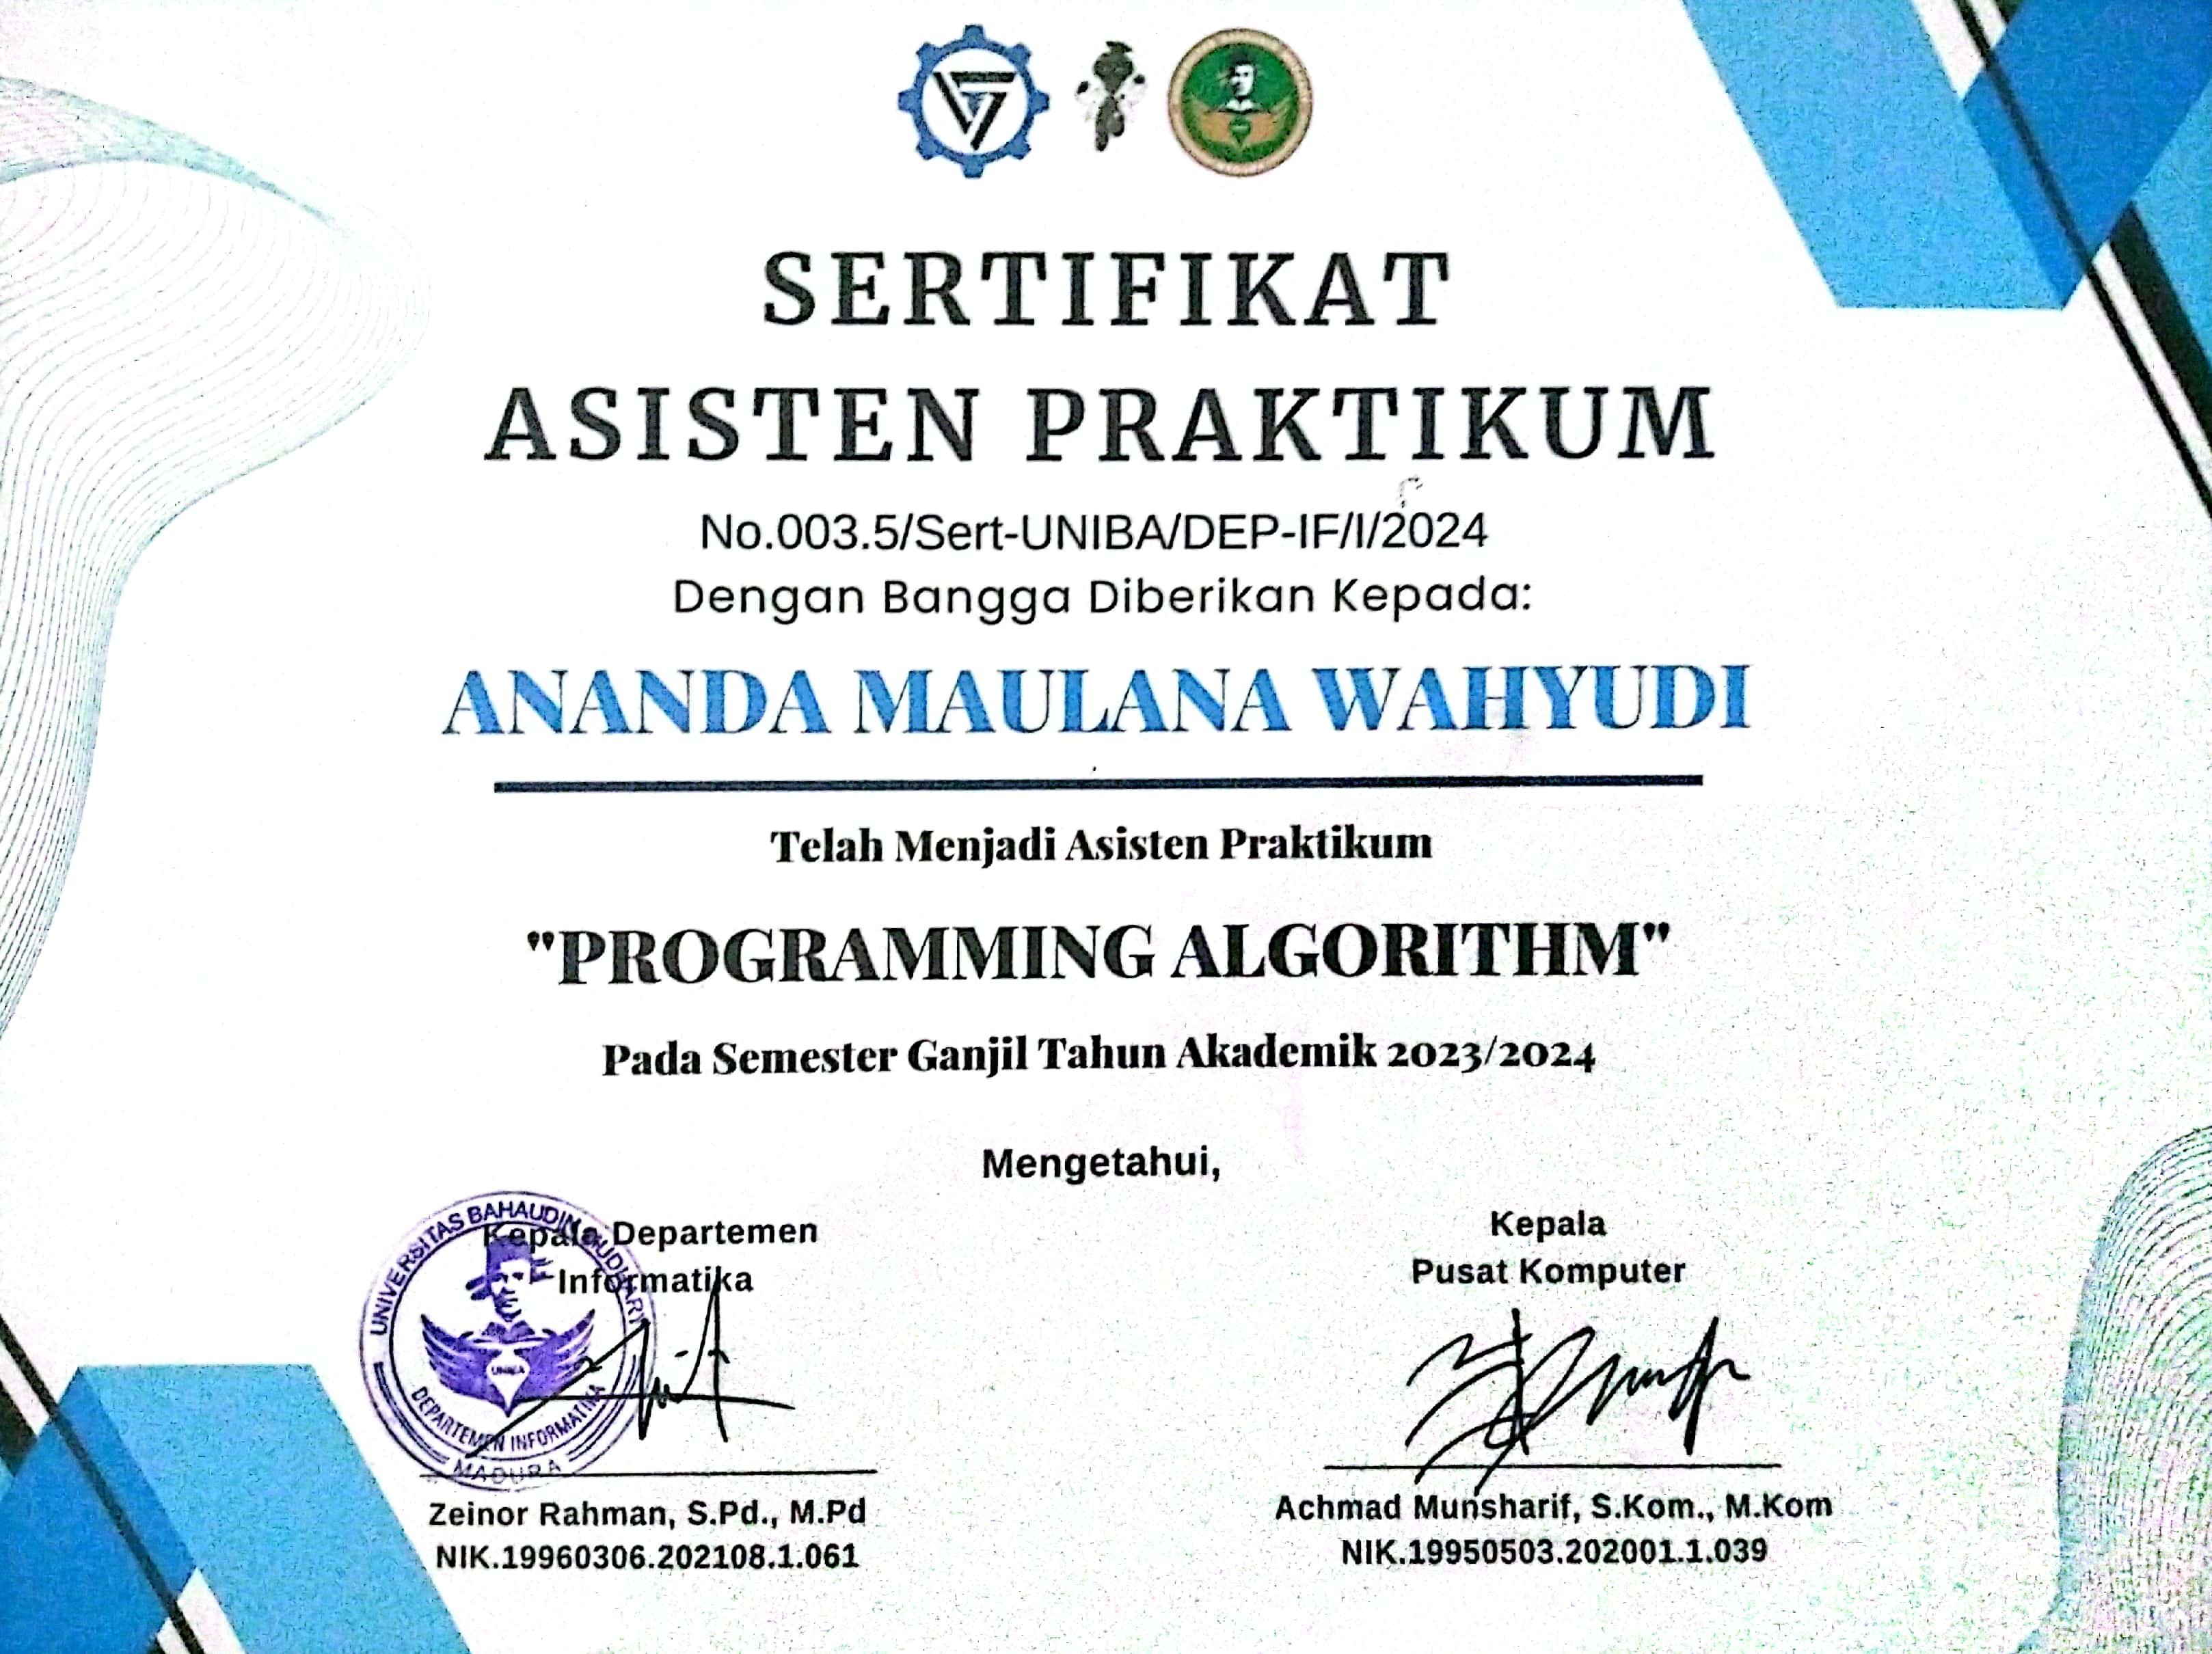 SERTIFIKAT
ASISTEN PRAKTIKUM
No.003.5/Sert-UNIBA/DEP-IF/I/2024
Dengan Bangga Diberikan Kepada:
ANANDA MAULANA WAHYUDI
Telah Menjadi Asisten Praktikum
"PROGRAMMING ALGORITHM"
Pada Semester Ganjil Tahun Akademik 2023/2024
Mengetahui,
Kepala Departemen
Informatika
UNIVERSITAS BAHAUDIN MUDHARY
UNIBA
DEPARTEMEN INFORMATIKA
MADURA
Zeinor Rahman, S.Pd., M.Pd
NIK.19960306.202108.1.061
Kepala
Pusat Komputer
Achmad Munsharif, S.Kom., M.Kom
NIK.19950503.202001.1.039